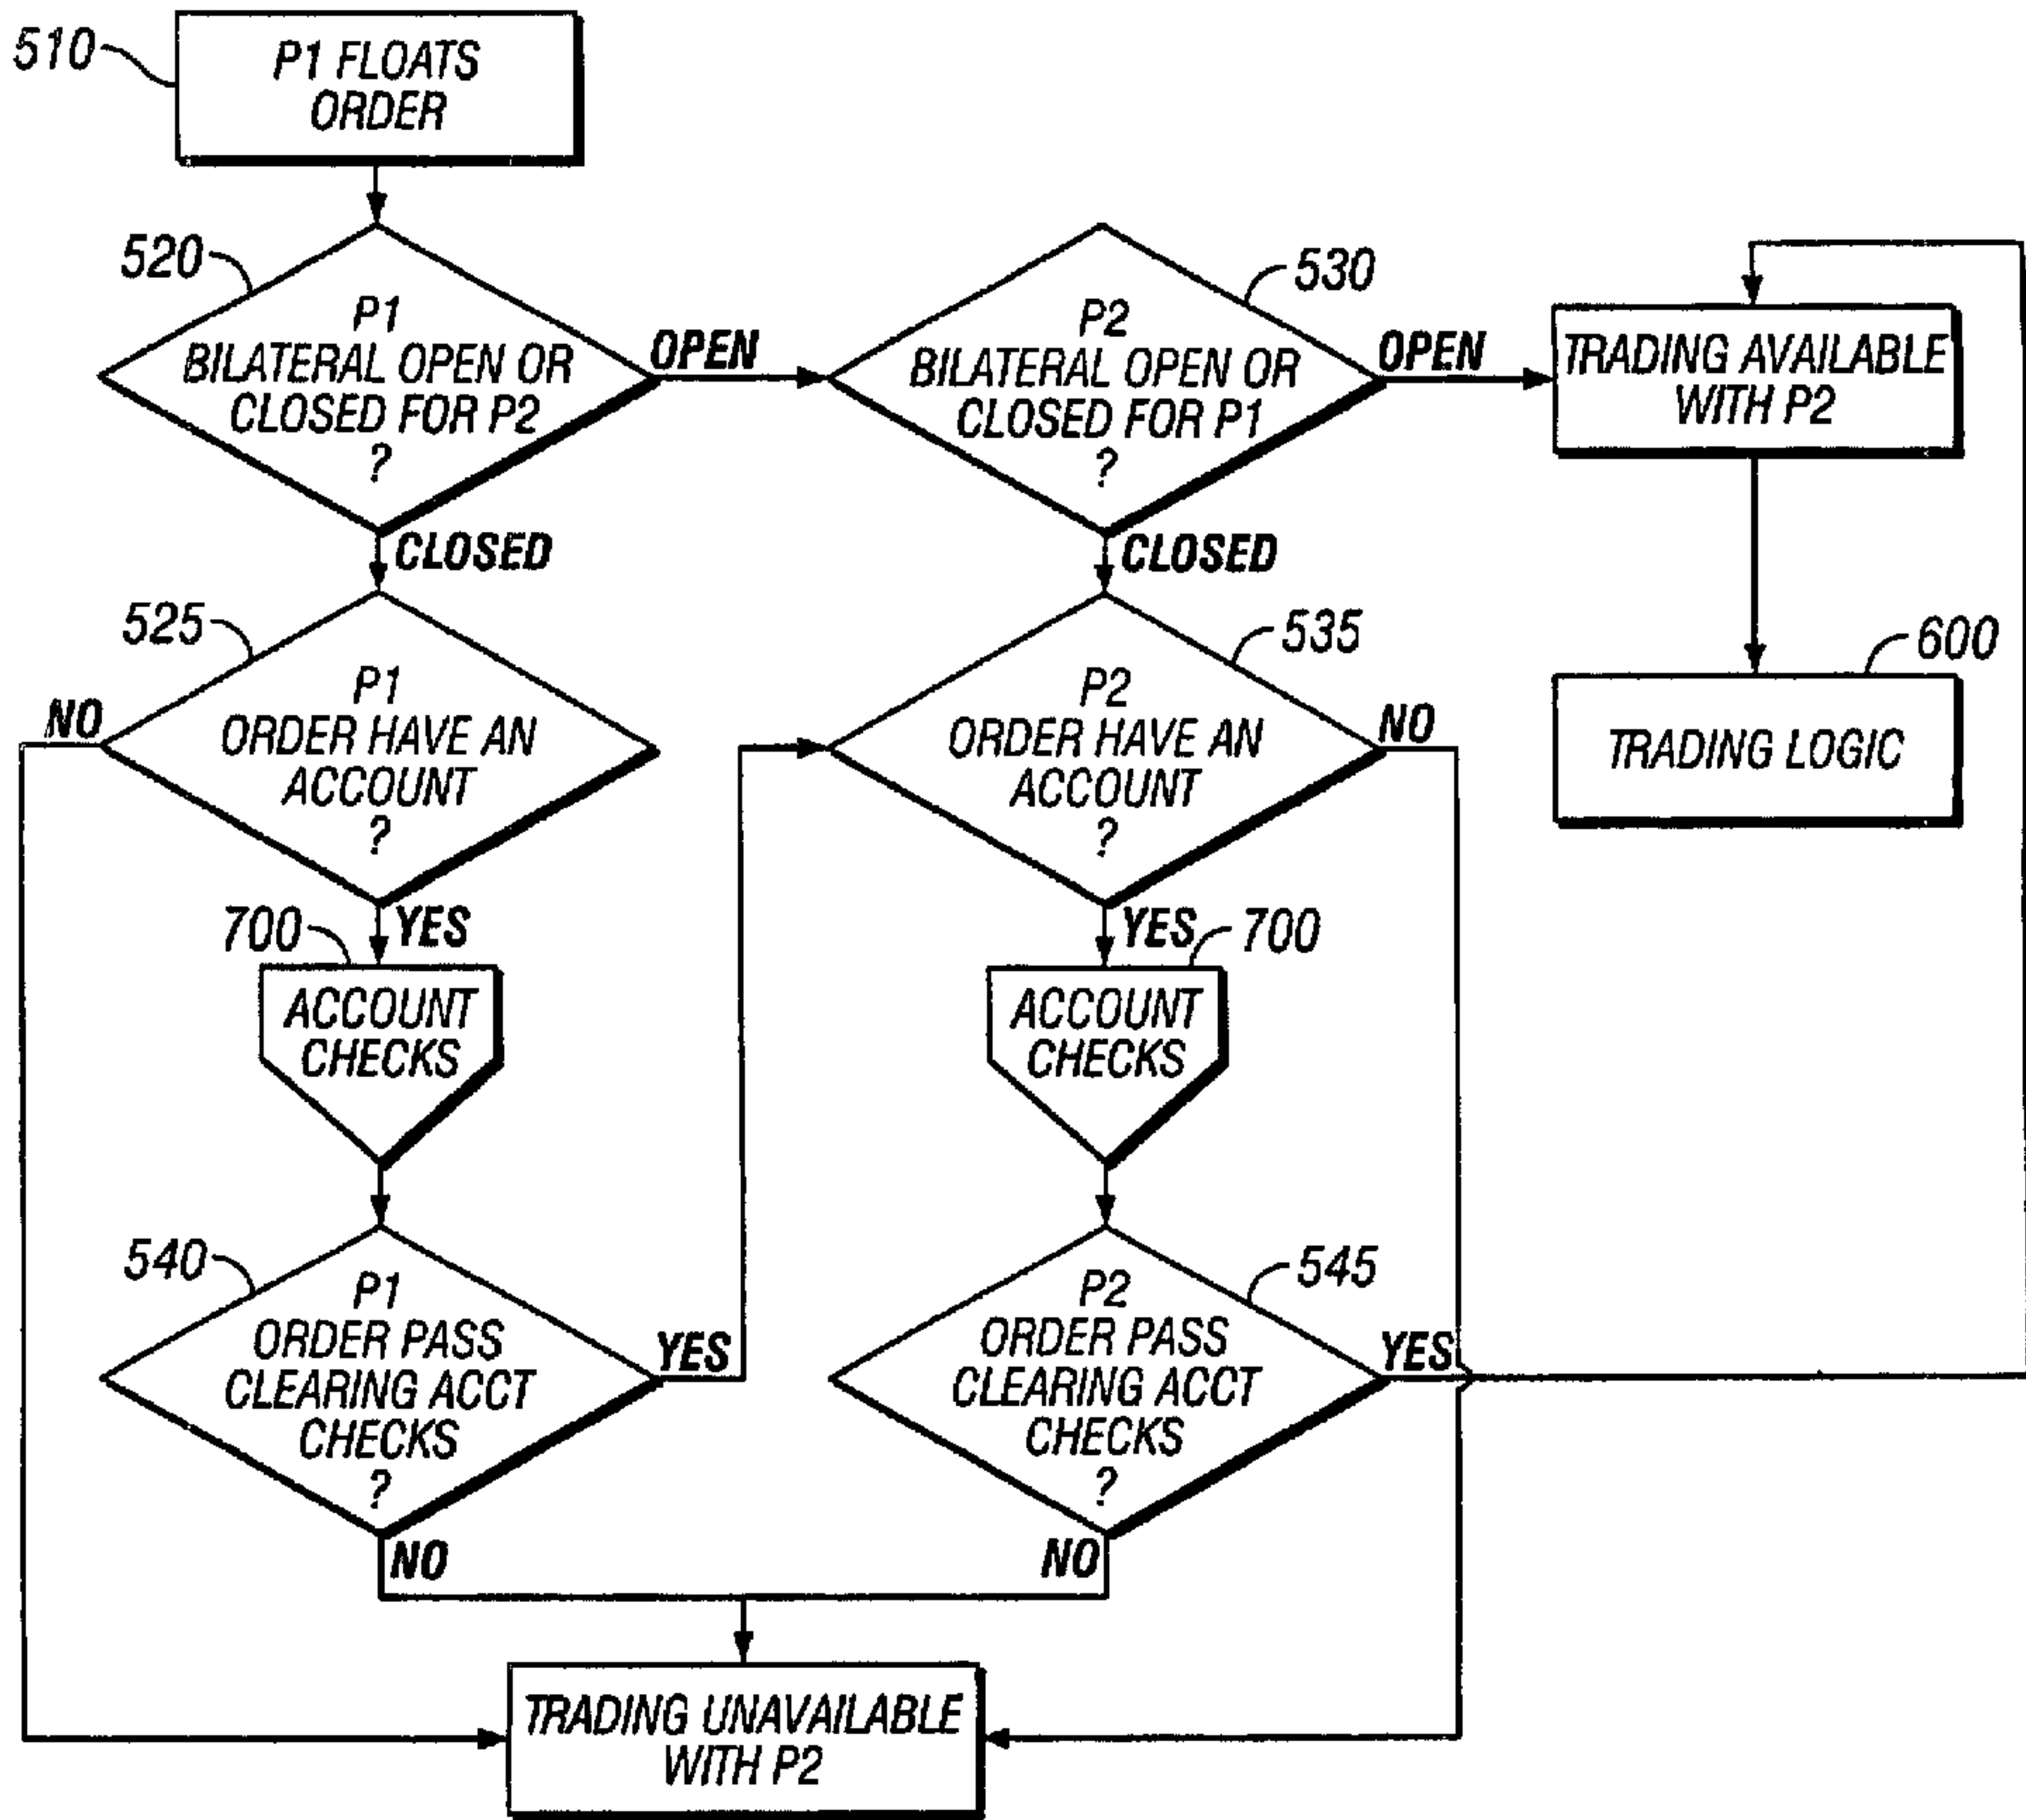 510
P1 FLOATS
ORDER
520
P1
BILATERAL OPEN OR
CLOSED FOR P2
?
OPEN
CLOSED
530
P2
BILATERAL OPEN OR
CLOSED FOR P1
?
OPEN
CLOSED
TRADING AVAILABLE
WITH P2
600
TRADING LOGIC
525
P1
ORDER HAVE AN
ACCOUNT
?
NO
YES
535
P2
ORDER HAVE AN
ACCOUNT
?
NO
YES
700
ACCOUNT
CHECKS
700
ACCOUNT
CHECKS
540
P1
ORDER PASS
CLEARING ACCT
CHECKS
?
YES
NO
545
P2
ORDER PASS
CLEARING ACCT
CHECKS
?
YES
NO
TRADING UNAVAILABLE
WITH P2